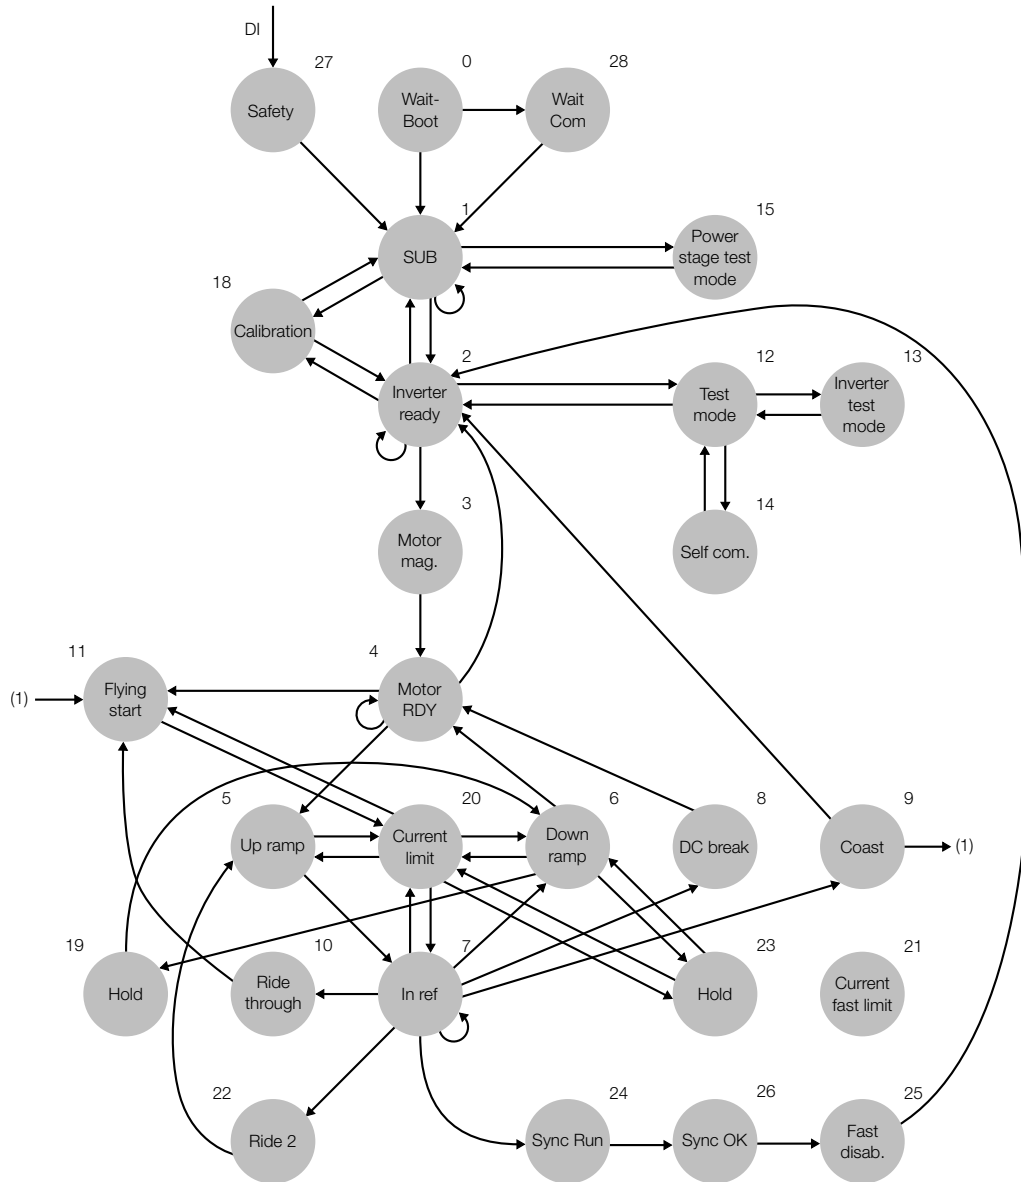 DI
27
0
28
Safety
Wait-
Boot
Wait
Com
1
15
SUB
Power
stage test
mode
18
Calibration
2
12
13
Inverter
ready
Test
mode
Inverter
test
mode
3
14
Motor
mag.
Self com.
11
4
(1)
Flying
start
Motor
RDY
5
20
6
8
9
Up ramp
Current
limit
Down
ramp
DC break
Coast
(1)
19
10
7
23
21
Hold
Ride
through
In ref
Hold
Current
fast limit
22
24
26
25
Ride 2
Sync Run
Sync OK
Fast
disab.